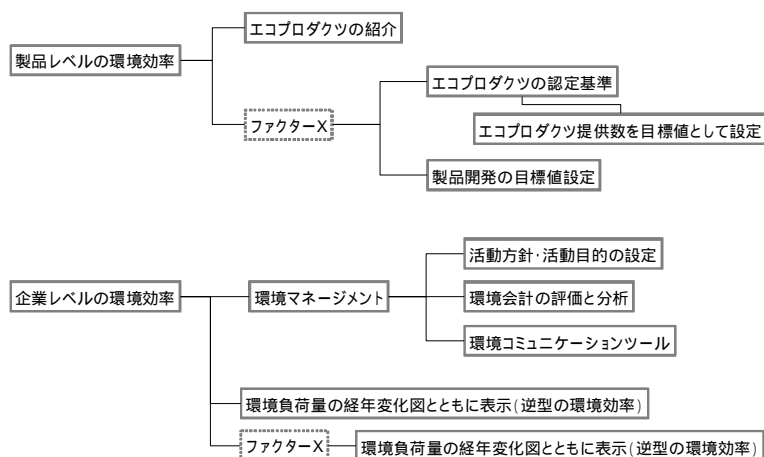 エコプロダクツの紹介
製品レベルの環境効率
エコプロダクツの認定基準
ファクターX
エコプロダクツ提供数を目標値として設定
製品開発の目標値設定
活動方針・活動目的の設定
企業レベルの環境効率
環境マネージメント
環境会計の評価と分析
環境コミュニケーションツール
環境負荷量の経年変化図とともに表示(逆型の環境効率)
ファクターX
環境負荷量の経年変化図とともに表示(逆型の環境効率)